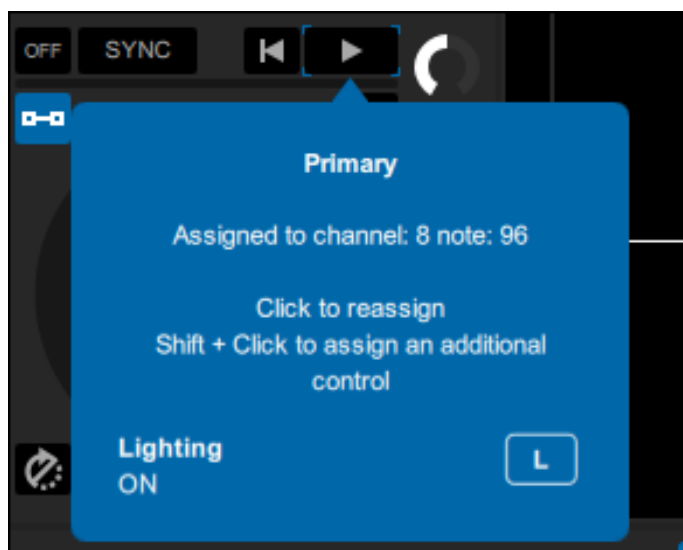 OFF SYNC
Primary
Assigned to channel: 8 note: 96
Click to reassign
Shift + Click to assign an additional
control
Lighting
L
ON